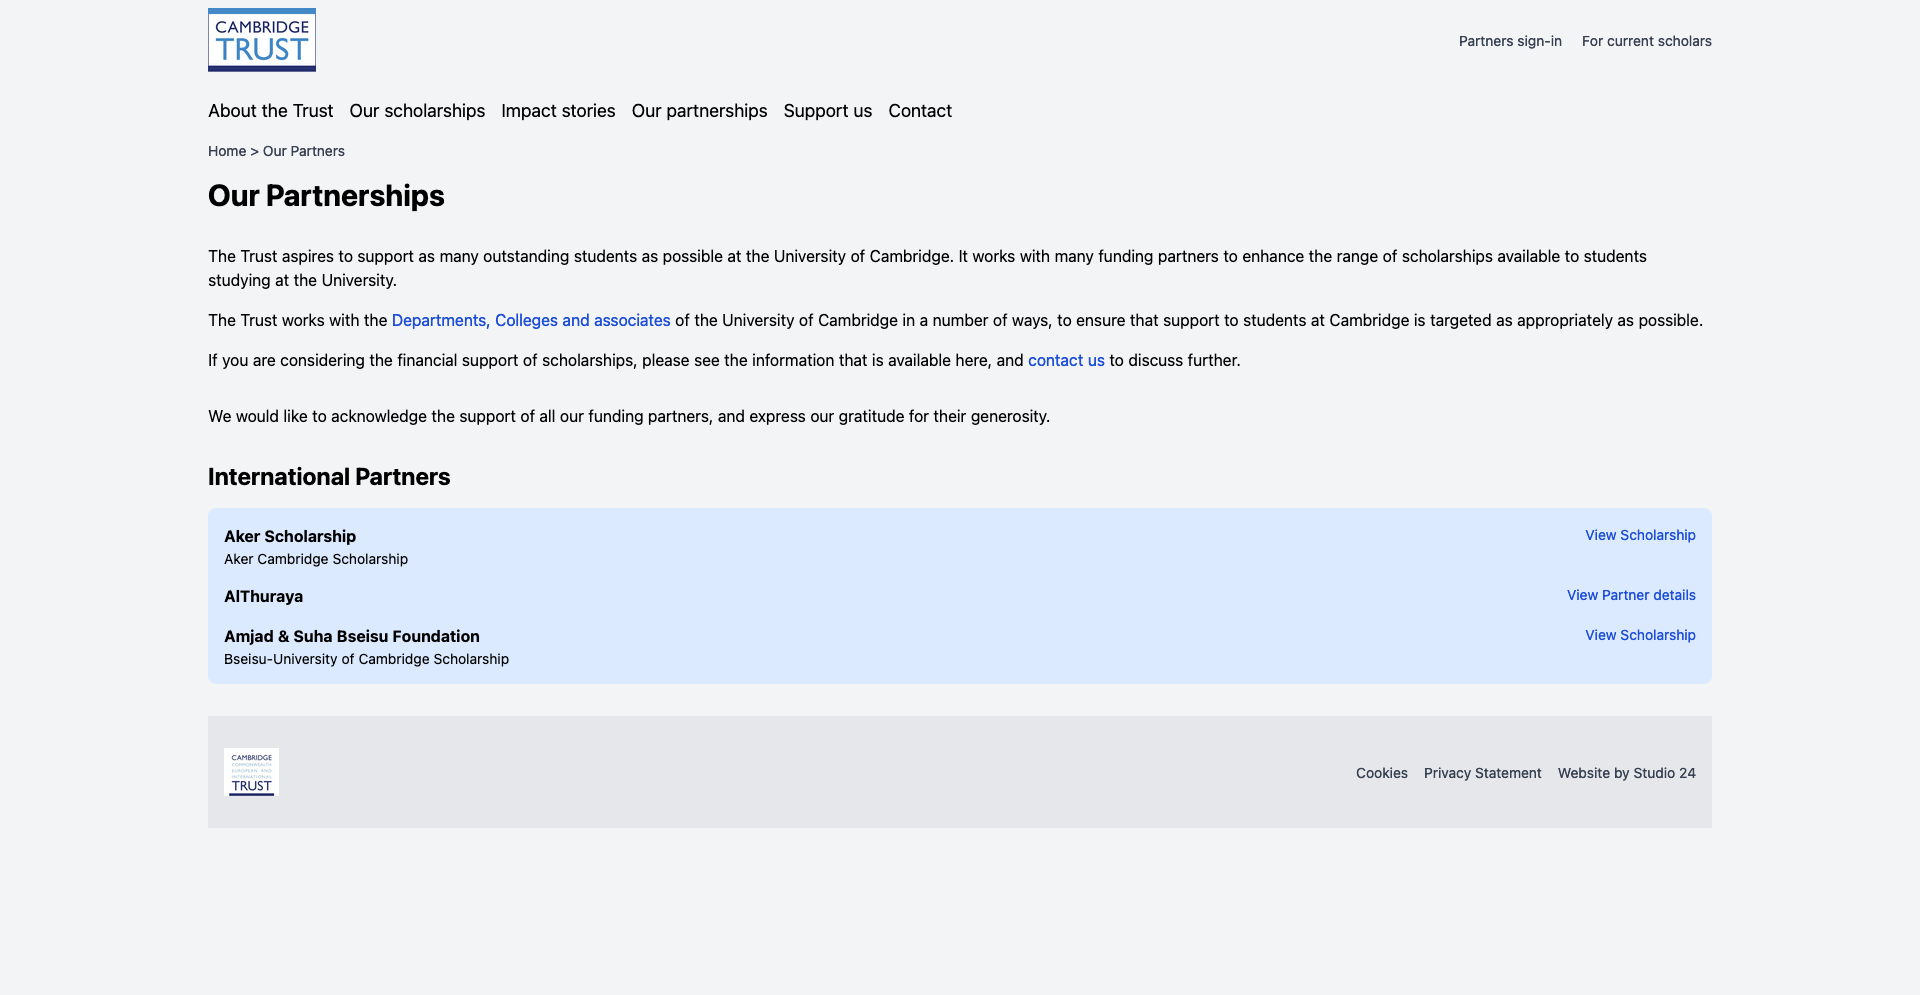 CAMBRIDGE
TRUST
Partners sign-in For current scholars
About the Trust Our scholarships Impact stories Our partnerships Support us Contact
Home > Our Partners
Our Partnerships
The Trust aspires to support as many outstanding students as possible at the University of Cambridge. It works with many funding partners to enhance the range of scholarships available to students
studying at the University.
The Trust works with the Departments, Colleges and associates of the University of Cambridge in a number of ways, to ensure that support to students at Cambridge is targeted as appropriately as possible.
If you are considering the financial support of scholarships, please see the information that is available here, and contact us to discuss further.
We would like to acknowledge the support of all our funding partners, and express our gratitude for their generosity.
International Partners
Aker Scholarship View Scholarship
Aker Cambridge Scholarship
AlThuraya View Partner details
Amjad & Suha Bseisu Foundation View Scholarship
Bseisu-University of Cambridge Scholarship
CAMBRIDGE
COMMONWEALTH
EUROPEAN AND
INTERNATIONAL
TRUST
Cookies Privacy Statement Website by Studio 24